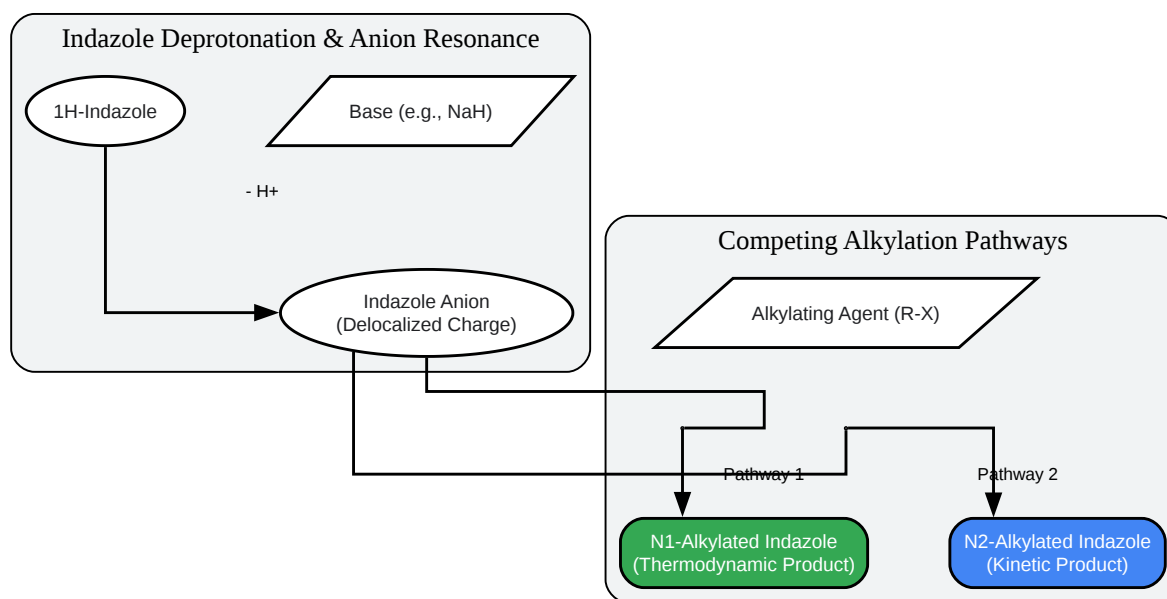 Indazole Deprotonation & Anion Resonance
1H-Indazole
Base (e.g., NaH)
- H+
Indazole Anion
(Delocalized Charge)
Competing Alkylation Pathways
Alkylating Agent (R-X)
Pathway 1
Pathway 2
N1-Alkylated Indazole
(Thermodynamic Product)
N2-Alkylated Indazole
(Kinetic Product)